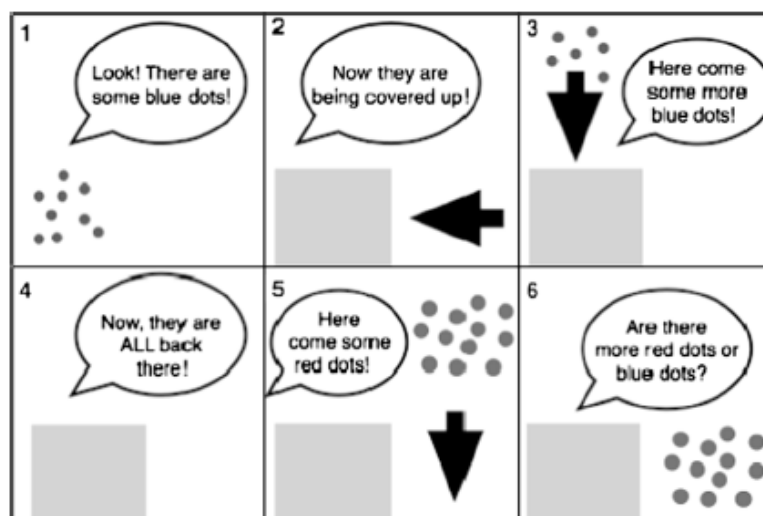 1
Look! There are
some blue dots!
2
Now they are
being covered up!
3
Here come
some more
blue dots!
4
Now, they are
ALL back
there!
5
Here
come some
red dots!
6
Are there
more red dots or
blue dots?